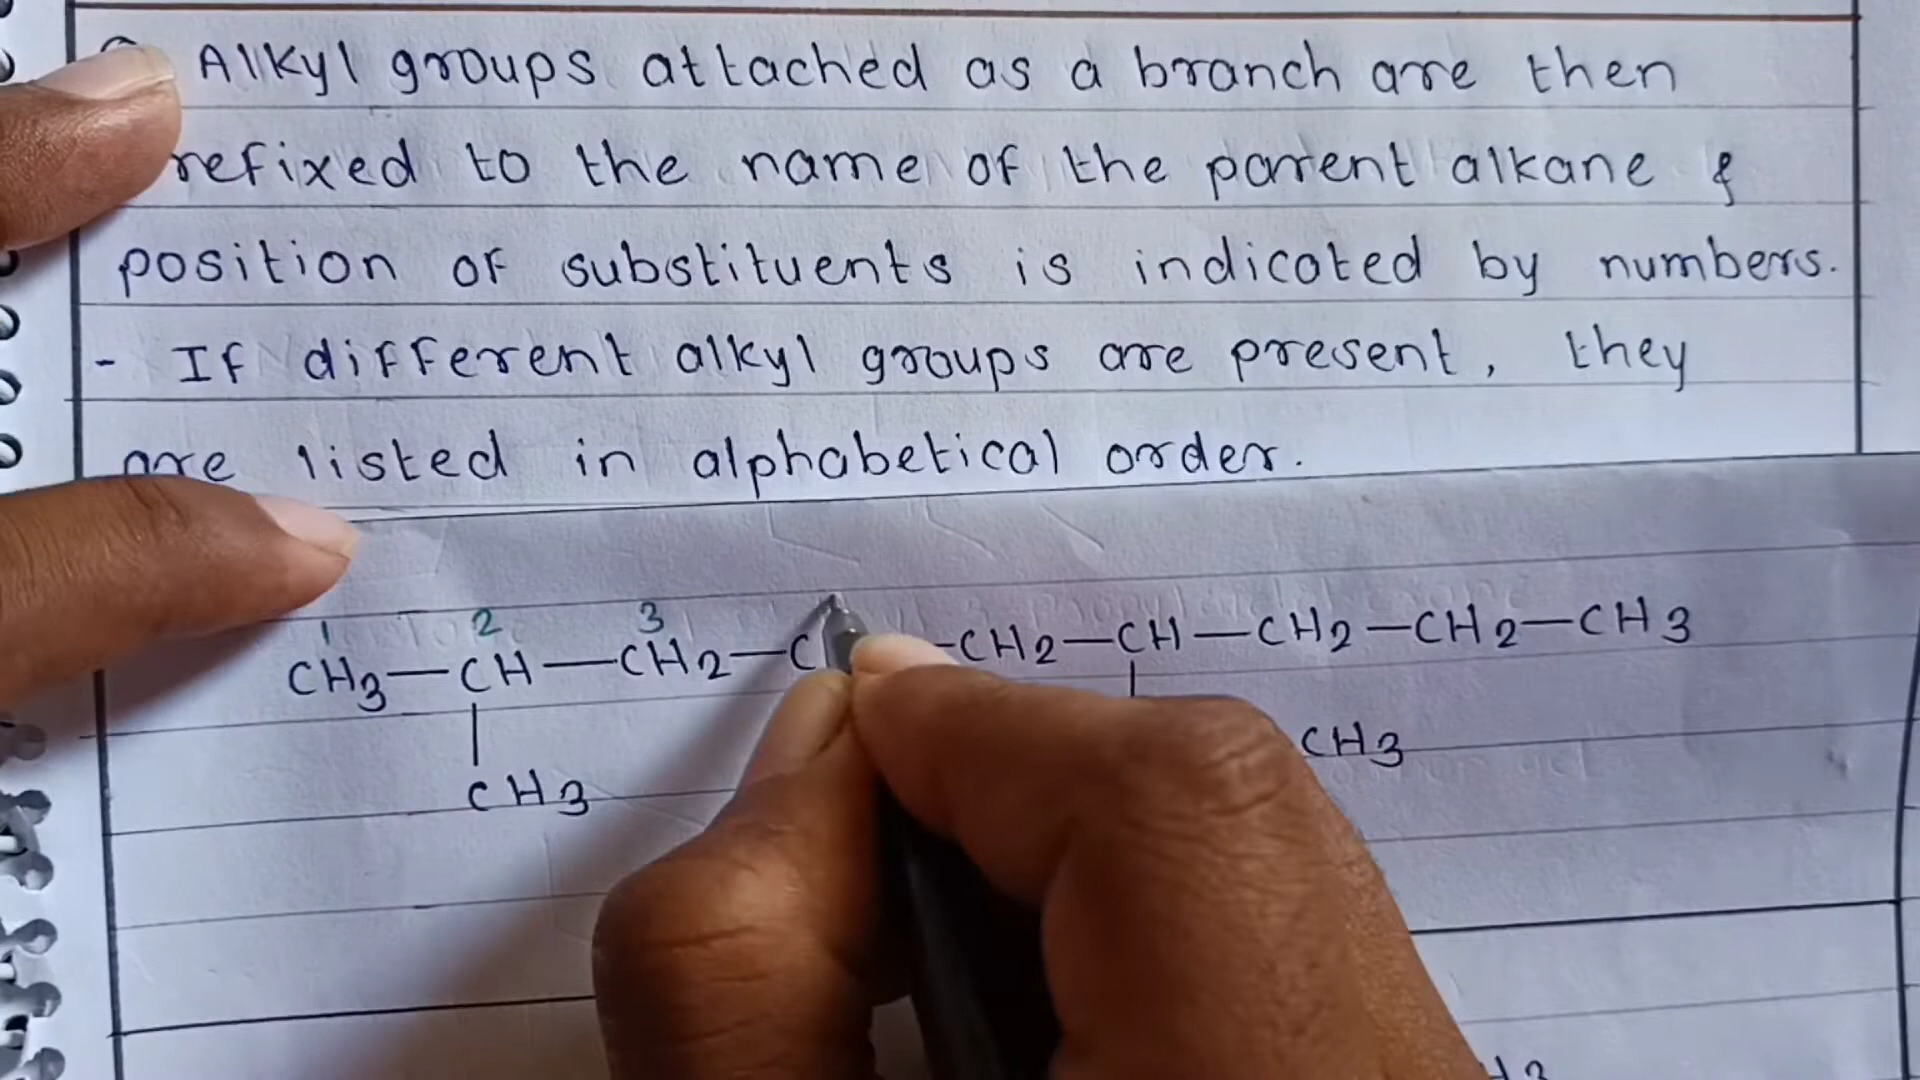 Alkyl groups attached as a branch are then
refixed to the name of the parent alkane &
position of substituents is indicated by numbers.
- If different alkyl groups are present, they
are listed in alphabetical order.
1 2 3
CH3—CH—CH2—C —CH2—CH—CH2—CH2—CH3
CH3
CH3